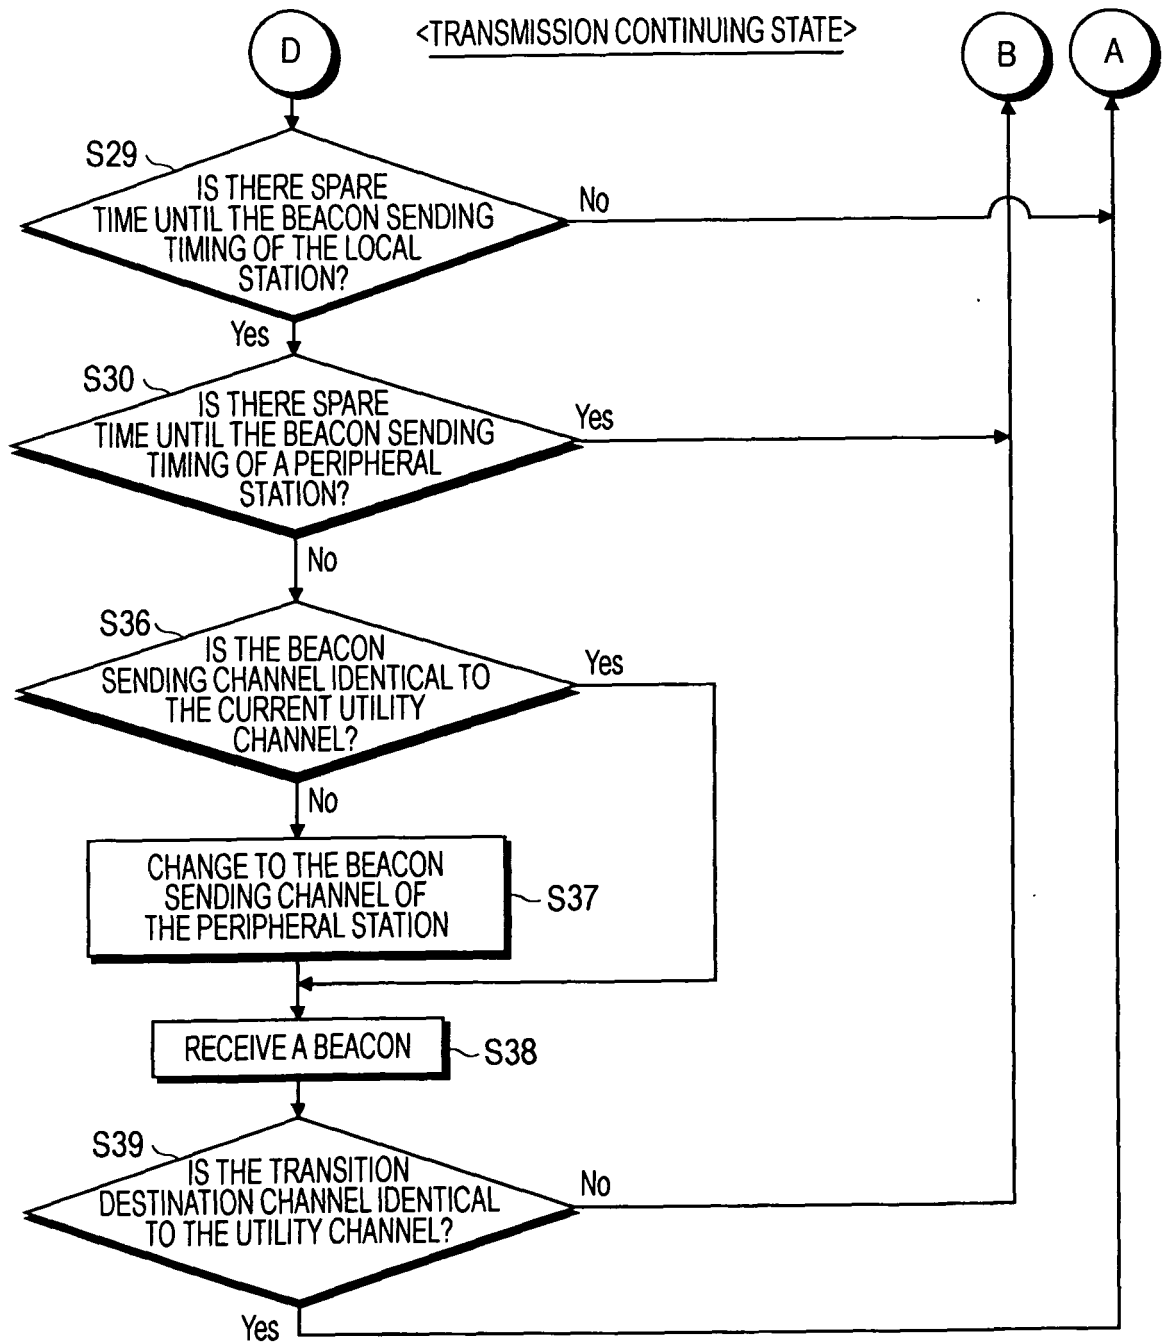 <TRANSMISSION CONTINUING STATE>
D
B
A
S29
IS THERE SPARE
TIME UNTIL THE BEACON SENDING
TIMING OF THE LOCAL
STATION?
No
Yes
S30
IS THERE SPARE
TIME UNTIL THE BEACON SENDING
TIMING OF A PERIPHERAL
STATION?
Yes
No
S36
IS THE BEACON
SENDING CHANNEL IDENTICAL TO
THE CURRENT UTILITY
CHANNEL?
Yes
No
CHANGE TO THE BEACON
SENDING CHANNEL OF
THE PERIPHERAL STATION
S37
RECEIVE A BEACON
S38
S39
IS THE TRANSITION
DESTINATION CHANNEL IDENTICAL
TO THE UTILITY CHANNEL?
No
Yes